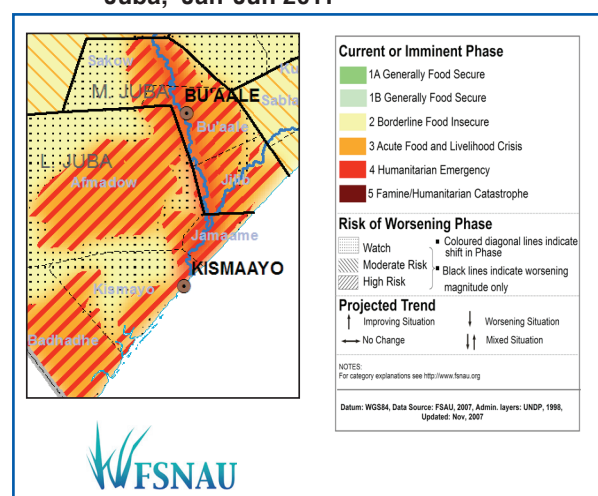 Juba, Jan-Jun 2011
Sakow
M. JUBA
BU'AALE
Bu'aale
L. JUBA
Afmadow
Jilib
Jamaame
KISMAAYO
Kismayo
Badhadhe
Current or Imminent Phase
1A Generally Food Secure
1B Generally Food Secure
2 Borderline Food Insecure
3 Acute Food and Livelihood Crisis
4 Humanitarian Emergency
5 Famine/Humanitarian Catastrophe
Risk of Worsening Phase
Watch
Moderate Risk
High Risk
▪ Coloured diagonal lines indicate
shift in Phase
▪ Black lines indicate worsening
magnitude only
Projected Trend
↑ Improving Situation
↓ Worsening Situation
↔ No Change
↓↑ Mixed Situation
NOTES:
For category explanations see http://www.fsnau.org
Datum: WGS84, Data Source: FSAU, 2007, Admin. layers: UNDP, 1998,
Updated: Nov, 2007
FSNAU